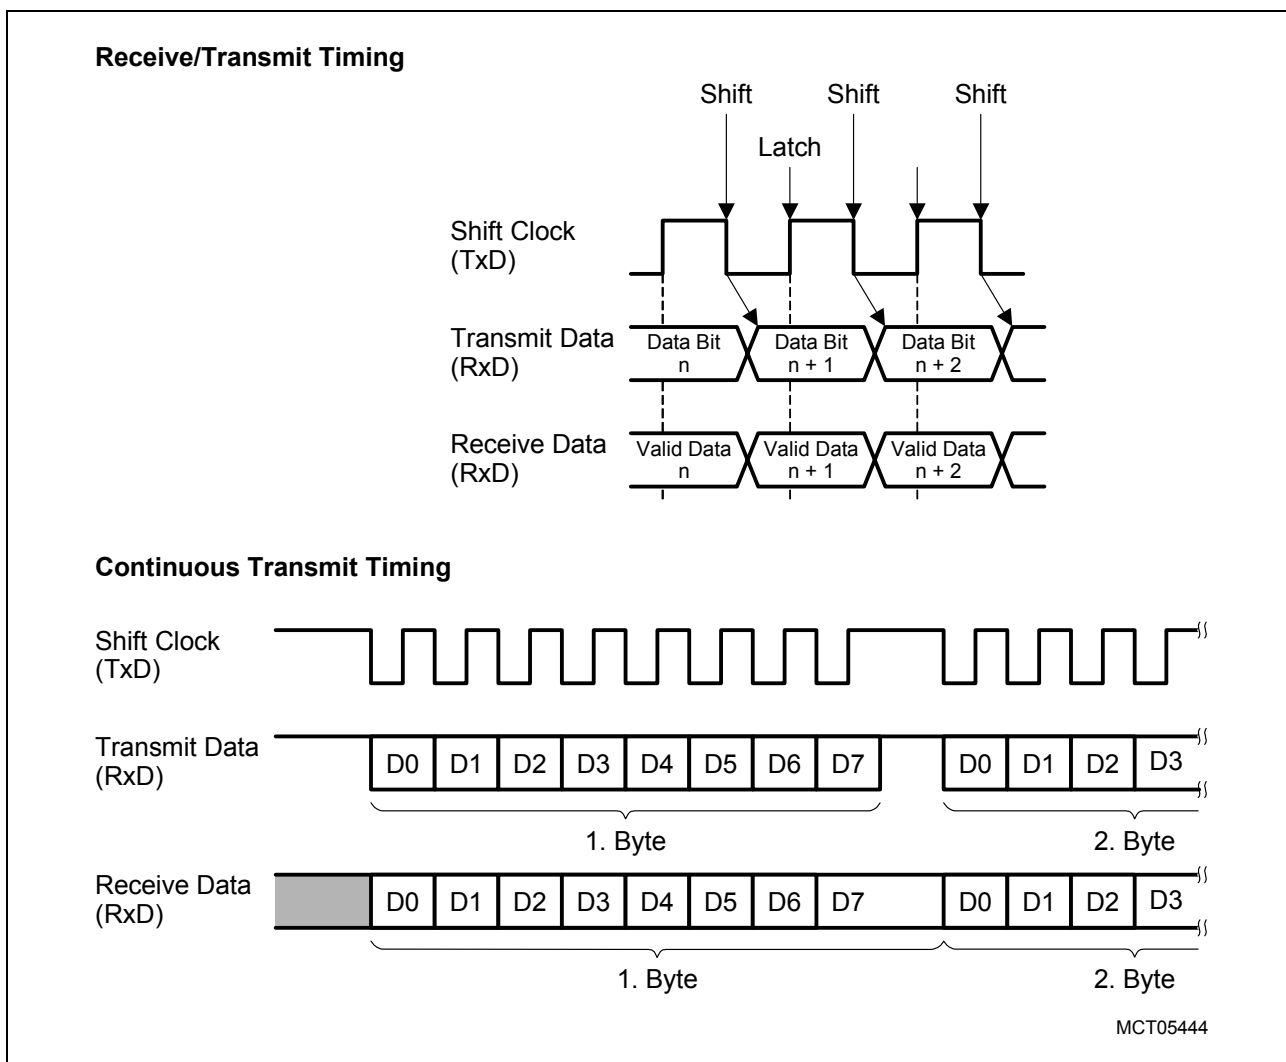 Receive/Transmit Timing
Shift Shift Shift
Latch
Shift Clock
(TxD)
Transmit Data
(RxD)
Data Bit
n
Data Bit
n + 1
Data Bit
n + 2
Receive Data
(RxD)
Valid Data
n
Valid Data
n + 1
Valid Data
n + 2
Continuous Transmit Timing
Shift Clock
(TxD)
Transmit Data
(RxD)
D0 D1 D2 D3 D4 D5 D6 D7 D0 D1 D2 D3
1. Byte 2. Byte
Receive Data
(RxD)
D0 D1 D2 D3 D4 D5 D6 D7 D0 D1 D2 D3
1. Byte 2. Byte
MCT05444